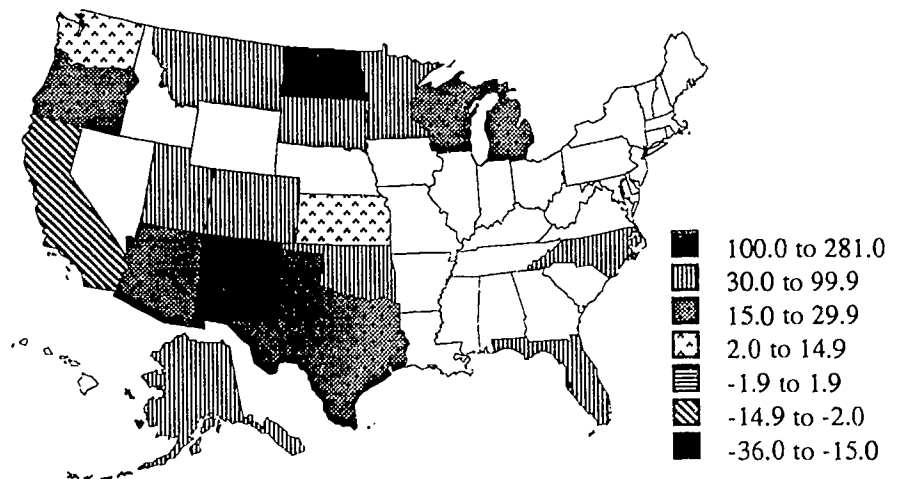 100.0 to 281.0
30.0 to 99.9
15.0 to 29.9
2.0 to 14.9
-1.9 to 1.9
-14.9 to -2.0
-36.0 to -15.0